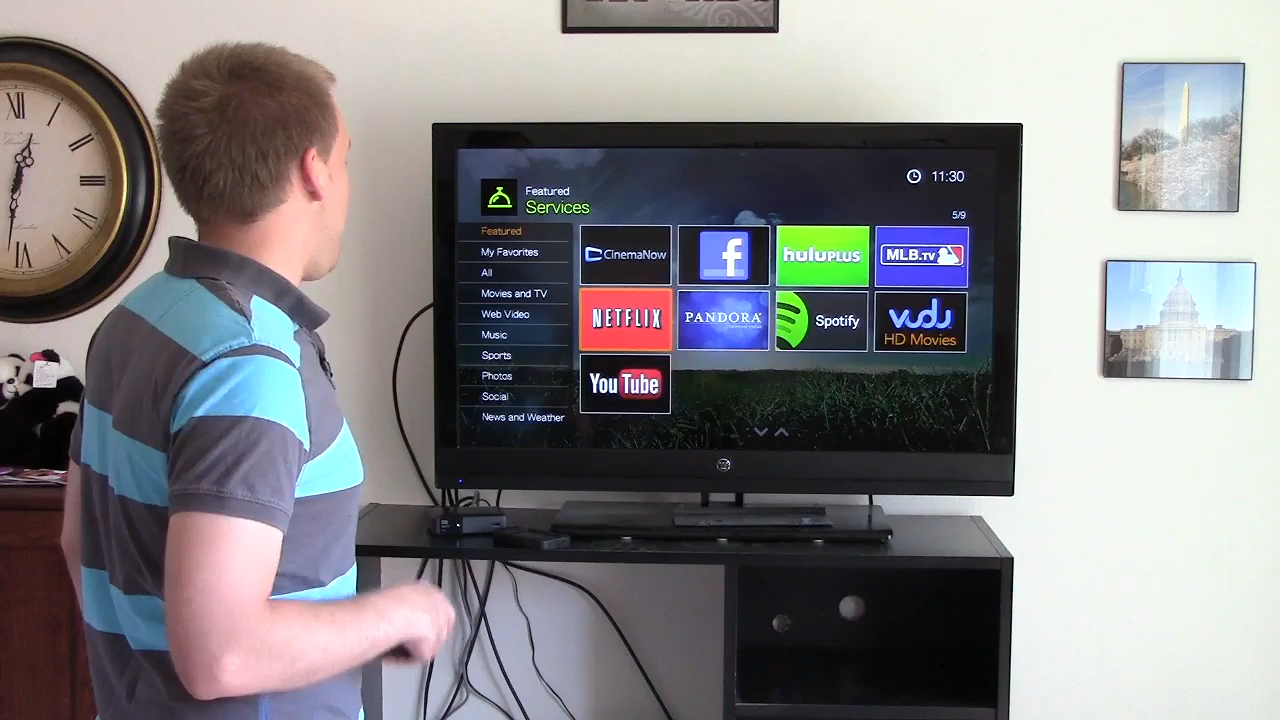 XII
Featured
Services
11:30
5/9
Featured
My Favorites
All
Movies and TV
Web Video
Music
Sports
Photos
Social
News and Weather
CinemaNow
f
huluPLUS
MLB.TV
NETFLIX
PANDORA
Spotify
vudu
HD Movies
YouTube